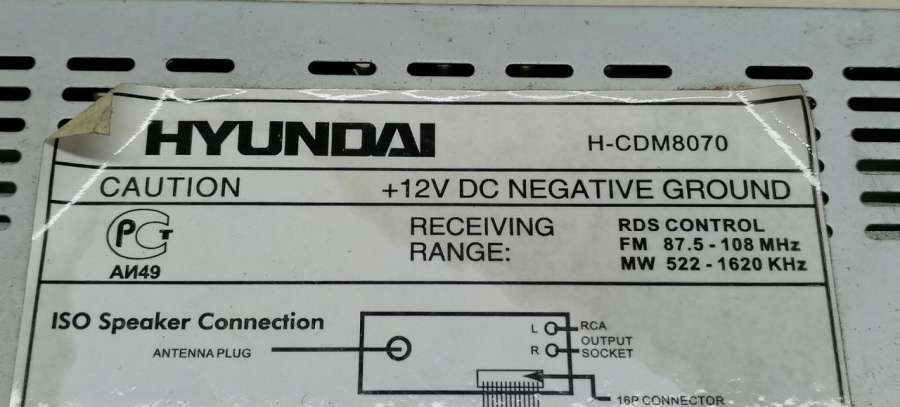 HYUNDAI H-CDM8070
CAUTION +12V DC NEGATIVE GROUND
РСТ
АИ49
RECEIVING RANGE:
RDS CONTROL
FM 87.5 - 108 MHz
MW 522 - 1620 KHz
ISO Speaker Connection
ANTENNA PLUG
L RCA
R OUTPUT
SOCKET
16P CONNECTOR